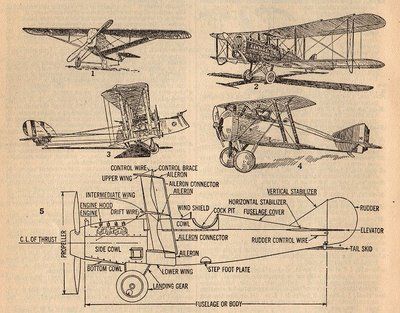 1
2
3
4
CONTROL WIRE
CONTROL BRACE
UPPER WING
AILERON
AILERON CONNECTOR
INTERMEDIATE WING
AILERON
VERTICAL STABILIZER
ENGINE HOOD
DRIFT WIRE
WIND SHIELD
HORIZONTAL STABILIZER
5
ENGINE
COCK PIT
FUSELAGE COVER
RUDDER
COWL
C.L. OF THRUST
PROPELLER
SIDE COWL
AILERON CONNECTOR
RUDDER CONTROL WIRE
ELEVATOR
AILERON
TAIL SKID
BOTTOM COWL
LOWER WING
STEP FOOT PLATE
LANDING GEAR
FUSELAGE OR BODY